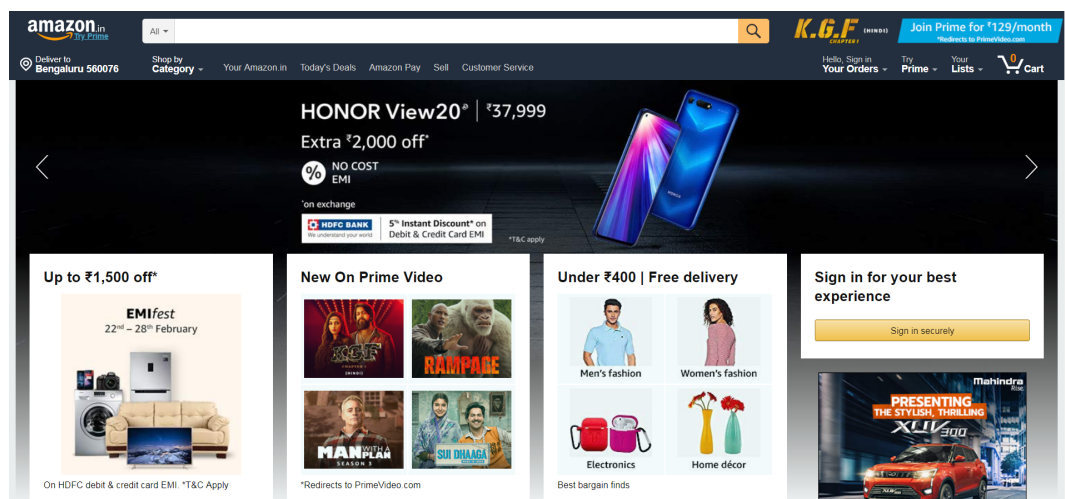 amazon.in
Try Prime
All
K.G.F (HINDI)
CHAPTER 1
Join Prime for ₹129/month
*Redirects to PrimeVideo.com
Deliver to
Bengaluru 560076
Shop by
Category
Your Amazon.in Today's Deals Amazon Pay Sell Customer Service
Hello, Sign in
Your Orders
Try
Prime
Your
Lists
0
Cart
HONOR View20 | ₹37,999
Extra ₹2,000 off*
% NO COST
EMI
*on exchange
HDFC BANK
We understand your world
5% Instant Discount* on
Debit & Credit Card EMI
*T&C apply
HONOR
Up to ₹1,500 off*
EMIfest
22nd – 28th February
On HDFC debit & credit card EMI. *T&C Apply
New On Prime Video
KGF
CHAPTER 1
(HINDI)
RAMPAGE
MAN WITH A PLAN
SEASON 3
SUI DHAAGA
*Redirects to PrimeVideo.com
Under ₹400 | Free delivery
Men's fashion
Women's fashion
Electronics
Home décor
Best bargain finds
Sign in for your best
experience
Sign in securely
Mahindra
Rise.
PRESENTING
THE STYLISH, THRILLING
XUV300